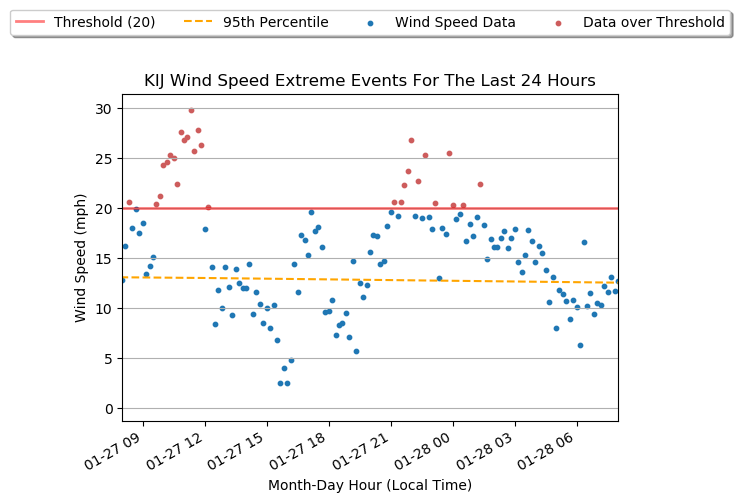 Threshold (20) 95th Percentile Wind Speed Data Data over Threshold
KIJ Wind Speed Extreme Events For The Last 24 Hours
Wind Speed (mph)
30
25
20
15
10
5
0
01-27 09 01-27 12 01-27 15 01-27 18 01-27 21 01-28 00 01-28 03 01-28 06
Month-Day Hour (Local Time)